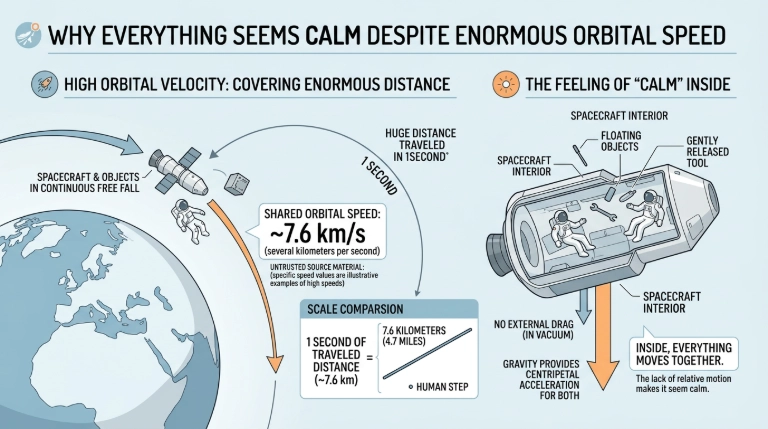 WHY EVERYTHING SEEMS CALM DESPITE ENORMOUS ORBITAL SPEED
HIGH ORBITAL VELOCITY: COVERING ENORMOUS DISTANCE
SPACECRAFT & OBJECTS
IN CONTINUOUS FREE FALL
HUGE DISTANCE
TRAVELED
IN 1SECOND*
1 SECOND
SHARED ORBITAL SPEED:
~7.6 km/s
(several kilometers per second)
UNTRUSTED SOURCE MATERIAL:
(specific speed values are illustrative
examples of high speeds)
SCALE COMPARSION
1 SECOND OF
TRAVELED
DISTANCE
(~7.6 km)
=
7.6 KILOMETERS
(4.7 MILES)
HUMAN STEP
THE FEELING OF “CALM” INSIDE
SPACECRAFT INTERIOR
FLOATING
OBJECTS
GENTLY
RELEASED
TOOL
SPACECRAFT
INTERIOR
SPACECRAFT
INTERIOR
NO EXTERNAL DRAG
(IN VACUUM)
GRAVITY PROVIDES
CENTRIPETAL
ACCELERATION
FOR BOTH
INSIDE, EVERYTHING
MOVES TOGETHER.
The lack of relative motion
makes it seem calm.